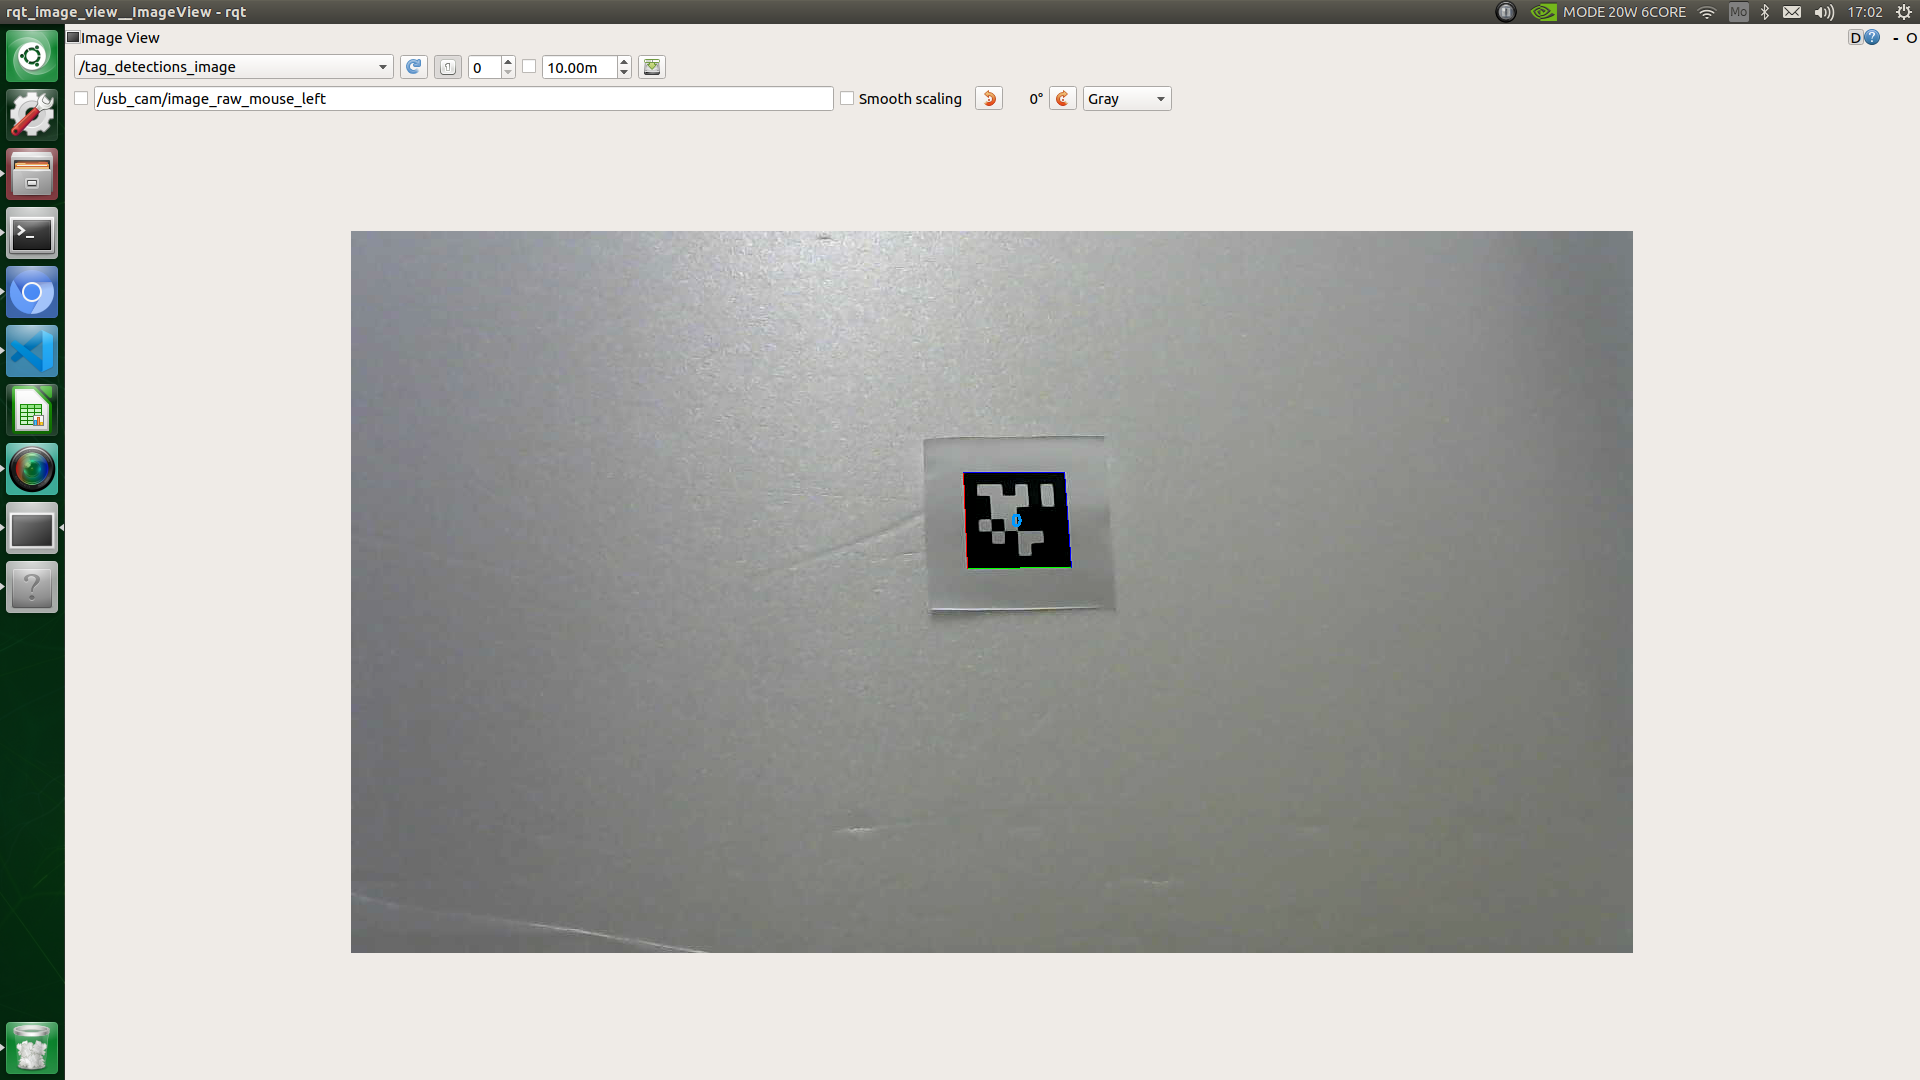 rqt_image_view__ImageView - rqt
MODE 20W 6CORE
Mo
17:02
Image View
D
?
- O
/tag_detections_image
0
10.00m
/usb_cam/image_raw_mouse_left
Smooth scaling
0°
Gray
>_
0
?